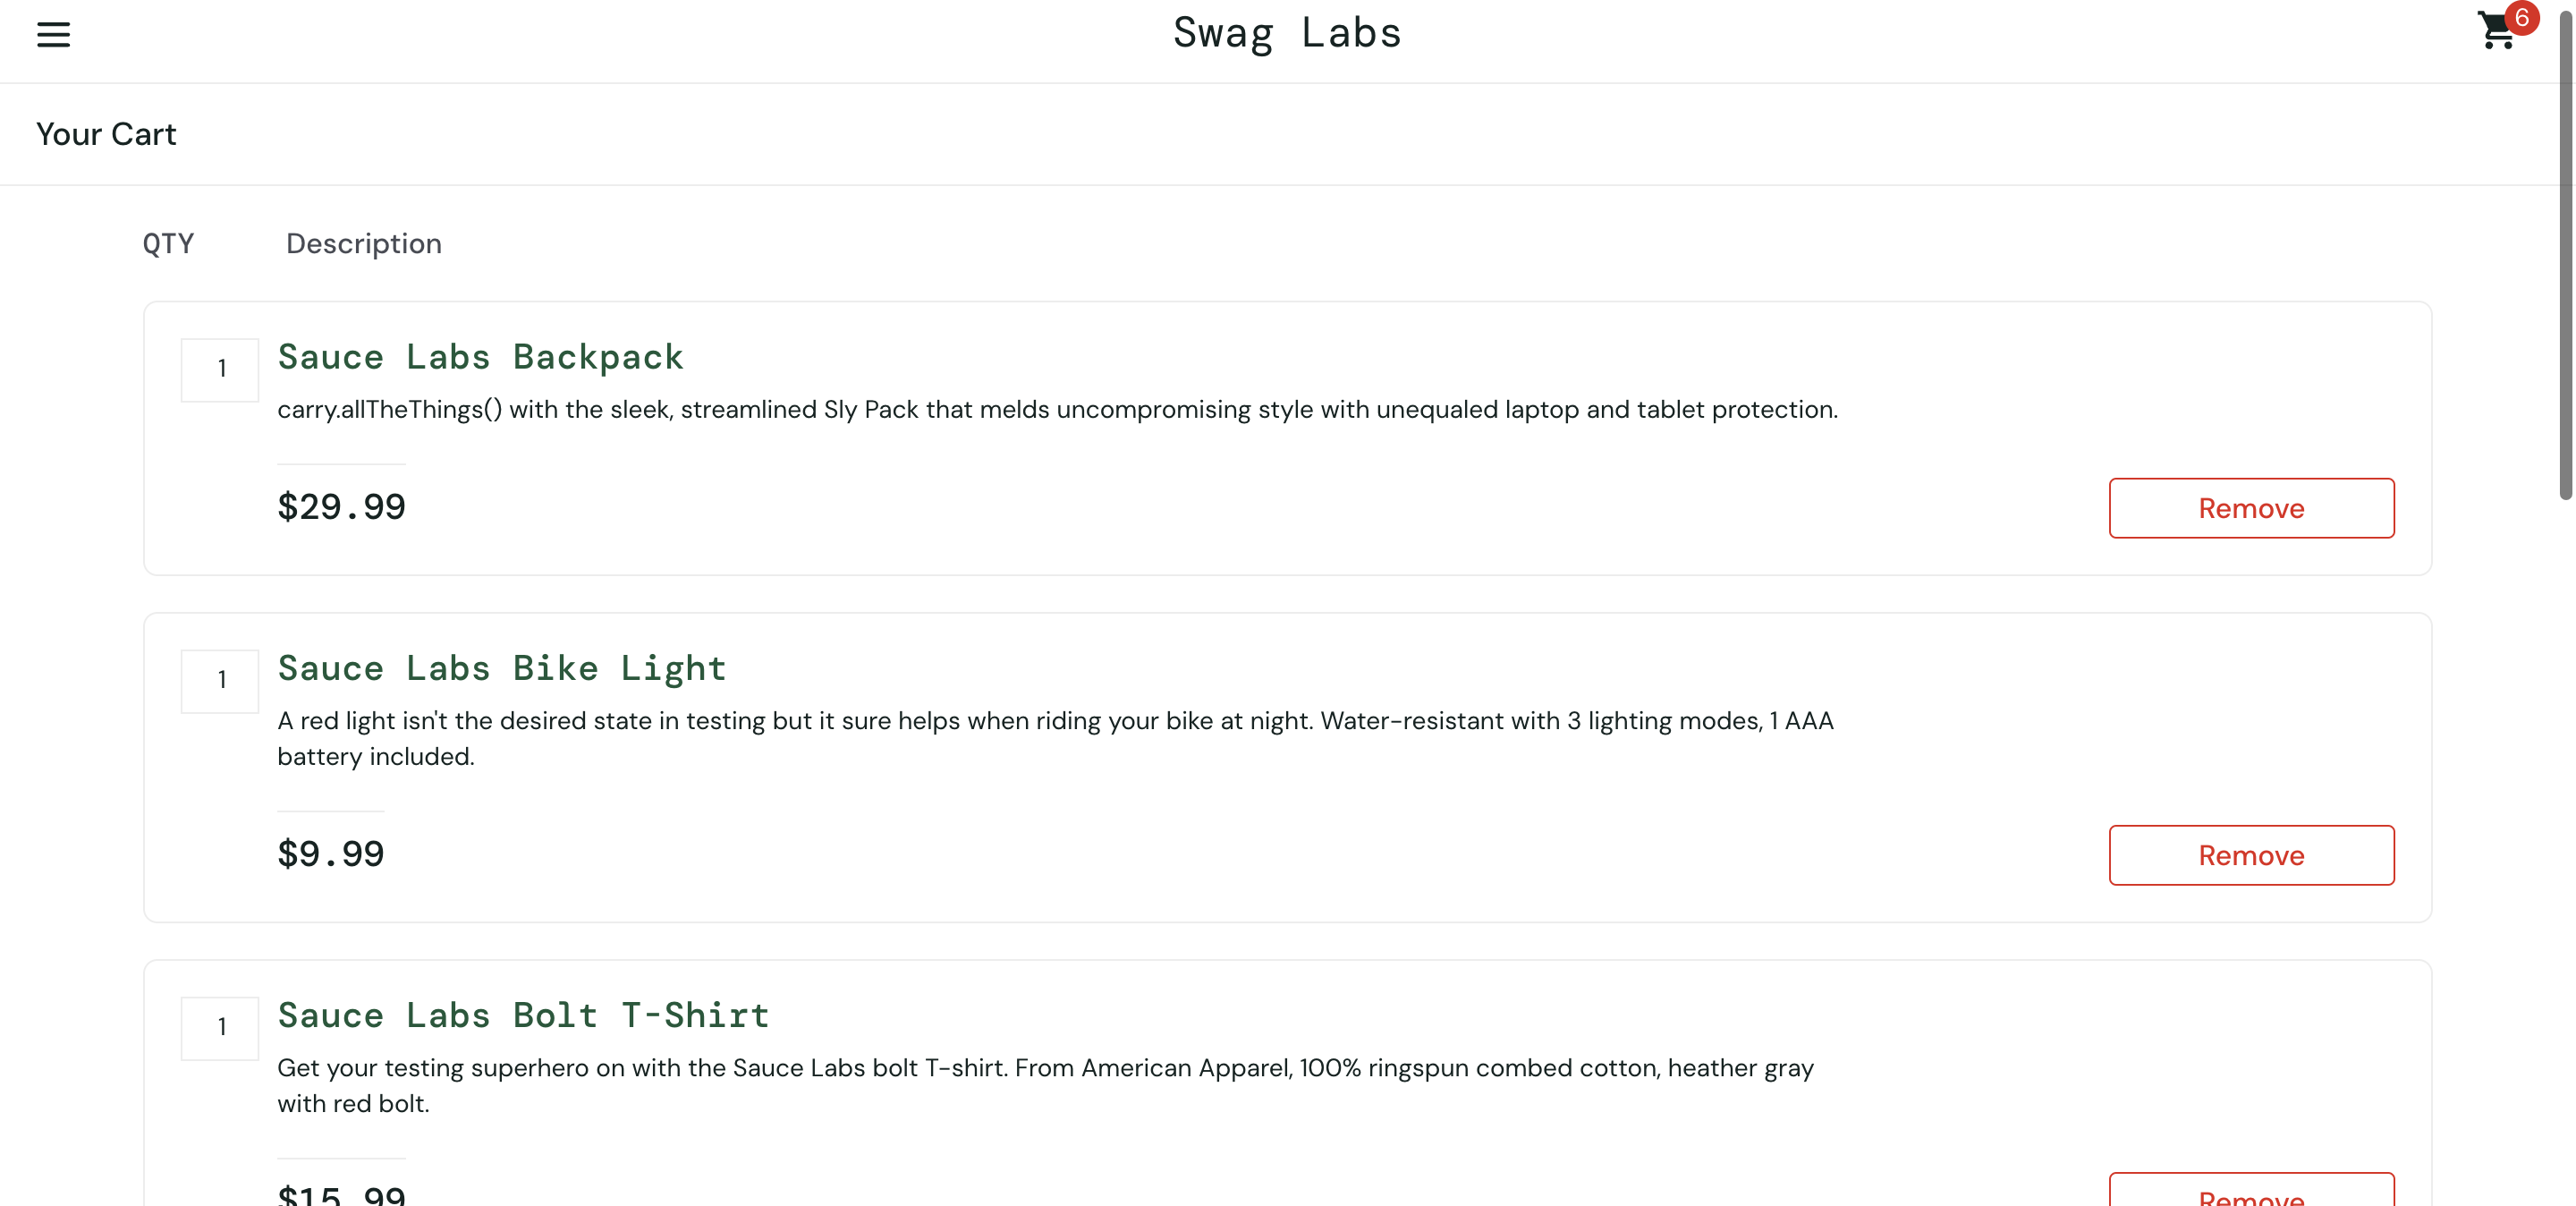 Swag Labs
6
Your Cart
QTY Description
1
Sauce Labs Backpack
carry.allTheThings() with the sleek, streamlined Sly Pack that melds uncompromising style with unequaled laptop and tablet protection.
$29.99
Remove
1
Sauce Labs Bike Light
A red light isn't the desired state in testing but it sure helps when riding your bike at night. Water-resistant with 3 lighting modes, 1 AAA
battery included.
$9.99
Remove
1
Sauce Labs Bolt T-Shirt
Get your testing superhero on with the Sauce Labs bolt T-shirt. From American Apparel, 100% ringspun combed cotton, heather gray
with red bolt.
$15.99
Remove